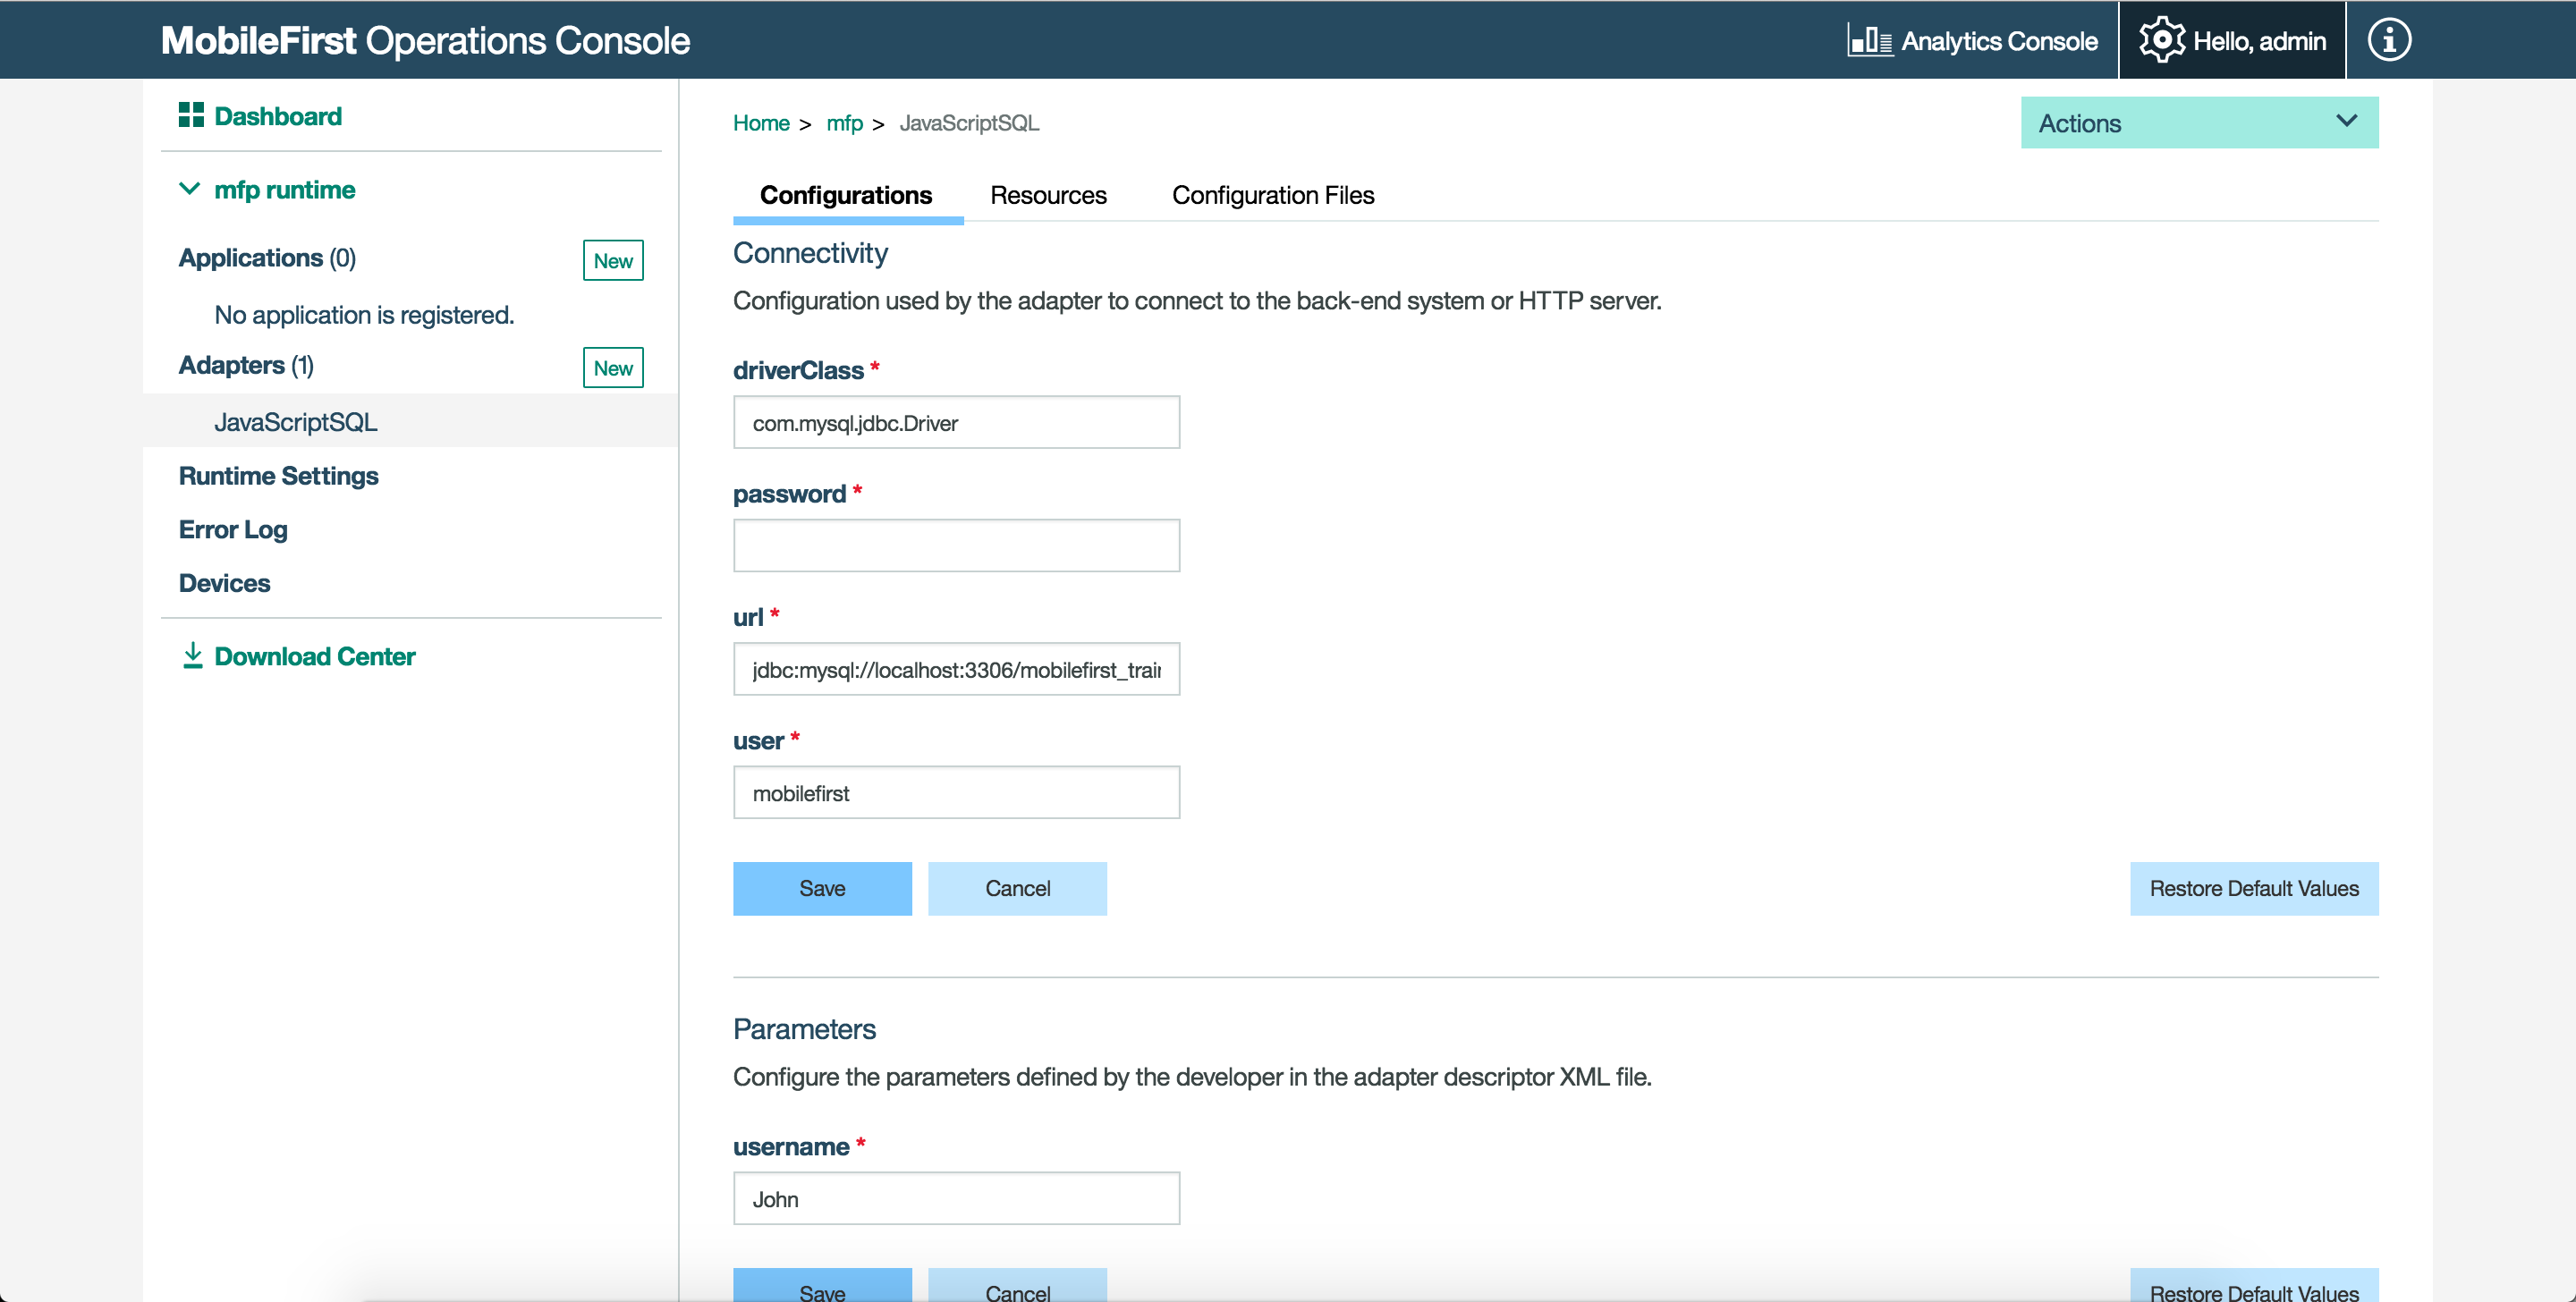 MobileFirst Operations Console
Analytics Console
Hello, admin
Dashboard
mfp runtime
Applications (0)
New
No application is registered.
Adapters (1)
New
JavaScriptSQL
Runtime Settings
Error Log
Devices
Download Center
Home > mfp > JavaScriptSQL
Actions
Configurations Resources Configuration Files
Connectivity
Configuration used by the adapter to connect to the back-end system or HTTP server.
driverClass *
com.mysql.jdbc.Driver
password *
url *
jdbc:mysql://localhost:3306/mobilefirst_trai
user *
mobilefirst
Save Cancel Restore Default Values
Parameters
Configure the parameters defined by the developer in the adapter descriptor XML file.
username *
John
Save Cancel Restore Default Values